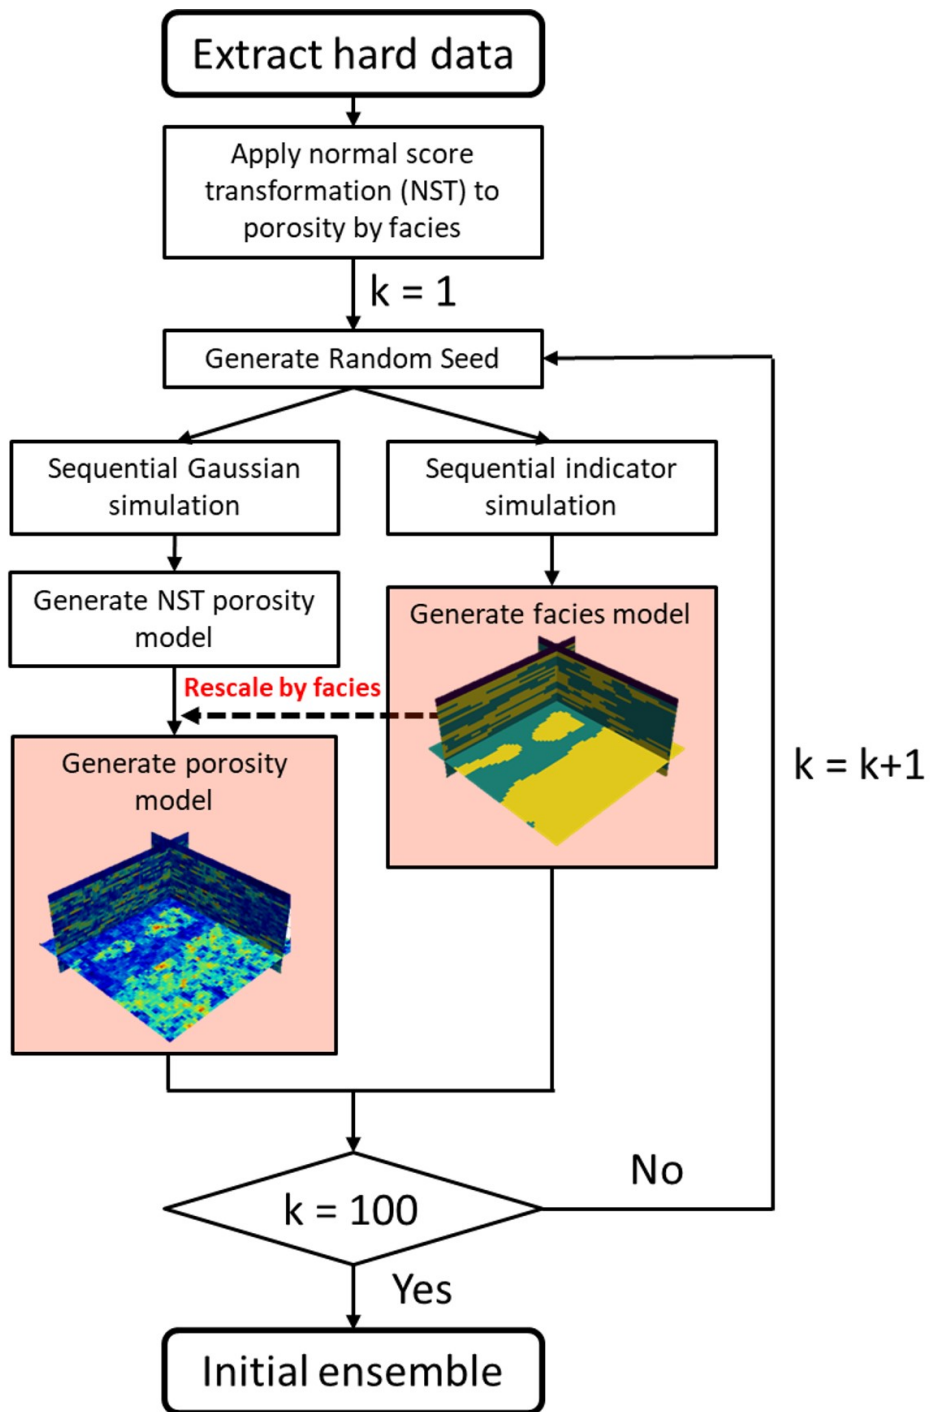 Extract hard data
Apply normal score
transformation (NST) to
porosity by facies
k = 1
Generate Random Seed
Sequential Gaussian
simulation
Sequential indicator
simulation
Generate NST porosity
model
Generate facies model
Rescale by facies
Generate porosity
model
k = k+1
No
k = 100
Yes
Initial ensemble